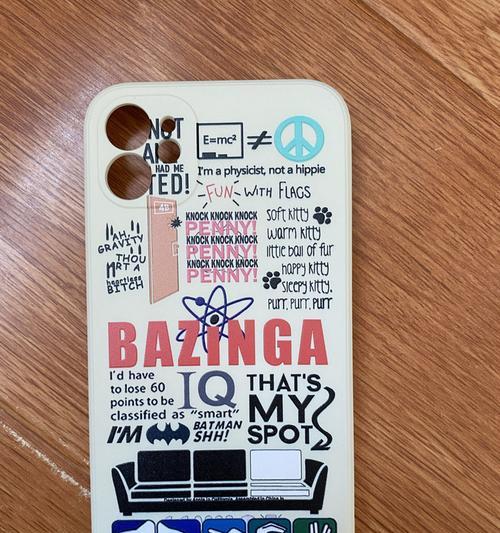 NOT
HAD ME
TED!
E=mc²
I'm a physicist, not a hippie
FUN WITH FLAGS
4B
KNOCK KNOCK KNOCK
PENNY!
KNOCK KNOCK KNOCK
PENNY!
KNOCK KNOCK KNOCK
PENNY!
soft kitty
warm kitty
little ball of fur
happy kitty
sleepy kitty,
purr, purr, purr
AH,
GRAVITY
THOU
ART A
heartless
BITCH
BAZINGA
I'd have
to lose 60
points to be
classified as "smart"
IQ
THAT'S
MY
SPOT
I'M BATMAN
SHH!